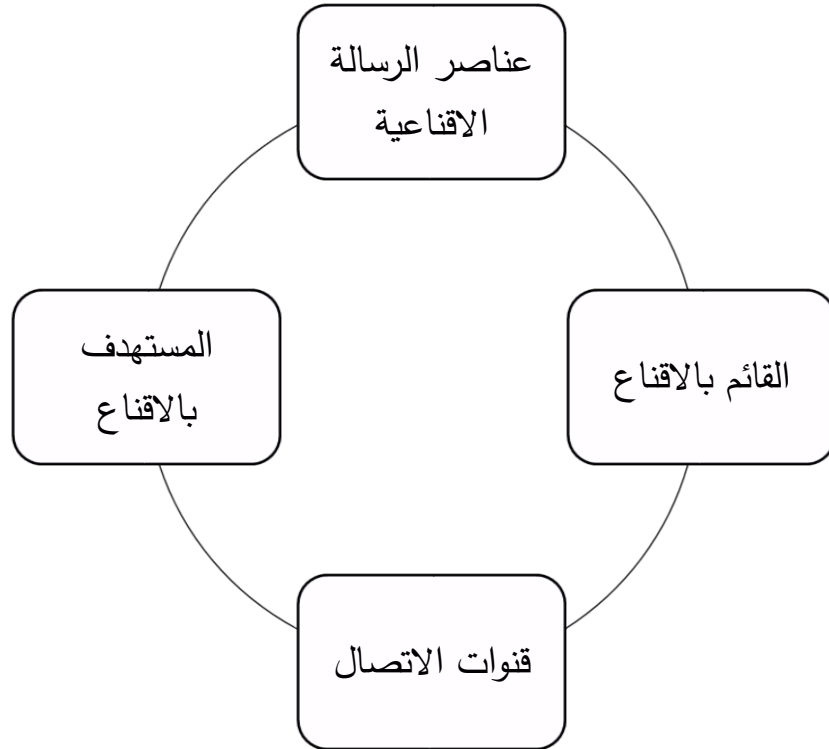 عناصر الرسالة
الاقناعية
القائم بالاقناع
المستهدف
بالاقناع
قنوات الاتصال